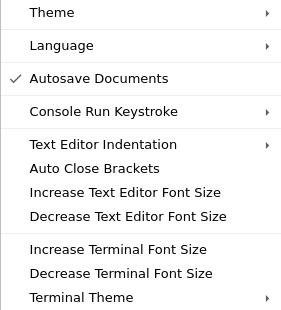 Theme
Language
Autosave Documents
Console Run Keystroke
Text Editor Indentation
Auto Close Brackets
Increase Text Editor Font Size
Decrease Text Editor Font Size
Increase Terminal Font Size
Decrease Terminal Font Size
Terminal Theme